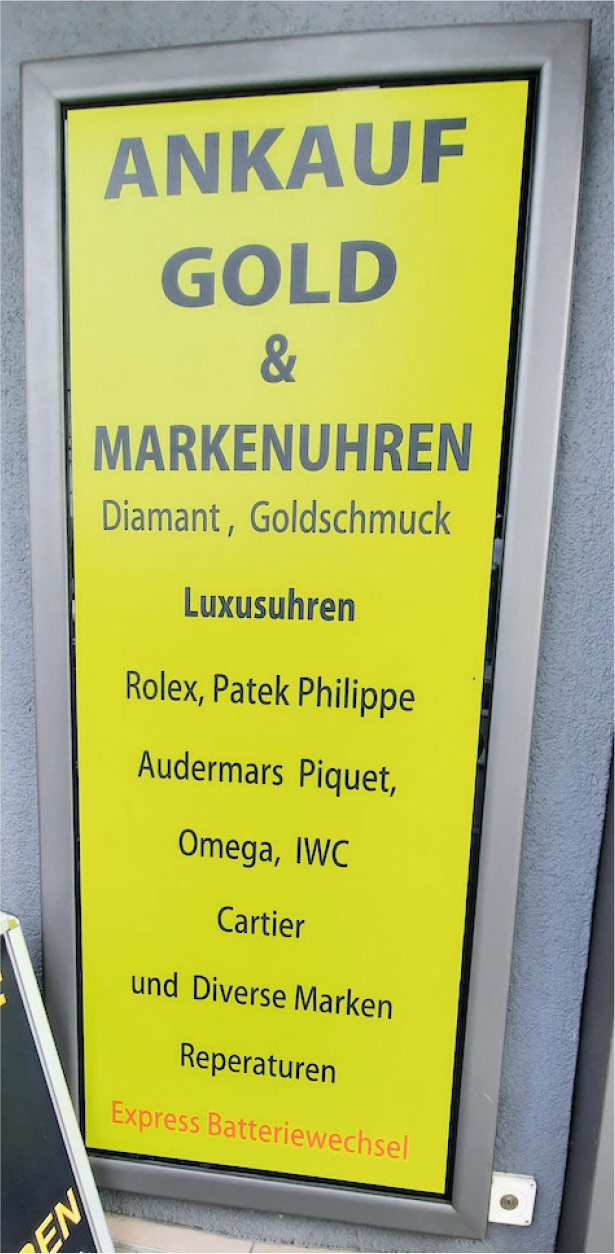 ANKAUF
GOLD
&
MARKENUHREN
Diamant, Goldschmuck
Luxusuhren
Rolex, Patek Philippe
Audermars Piquet,
Omega, IWC
Cartier
und Diverse Marken
Reperaturen
Express Batteriewechsel